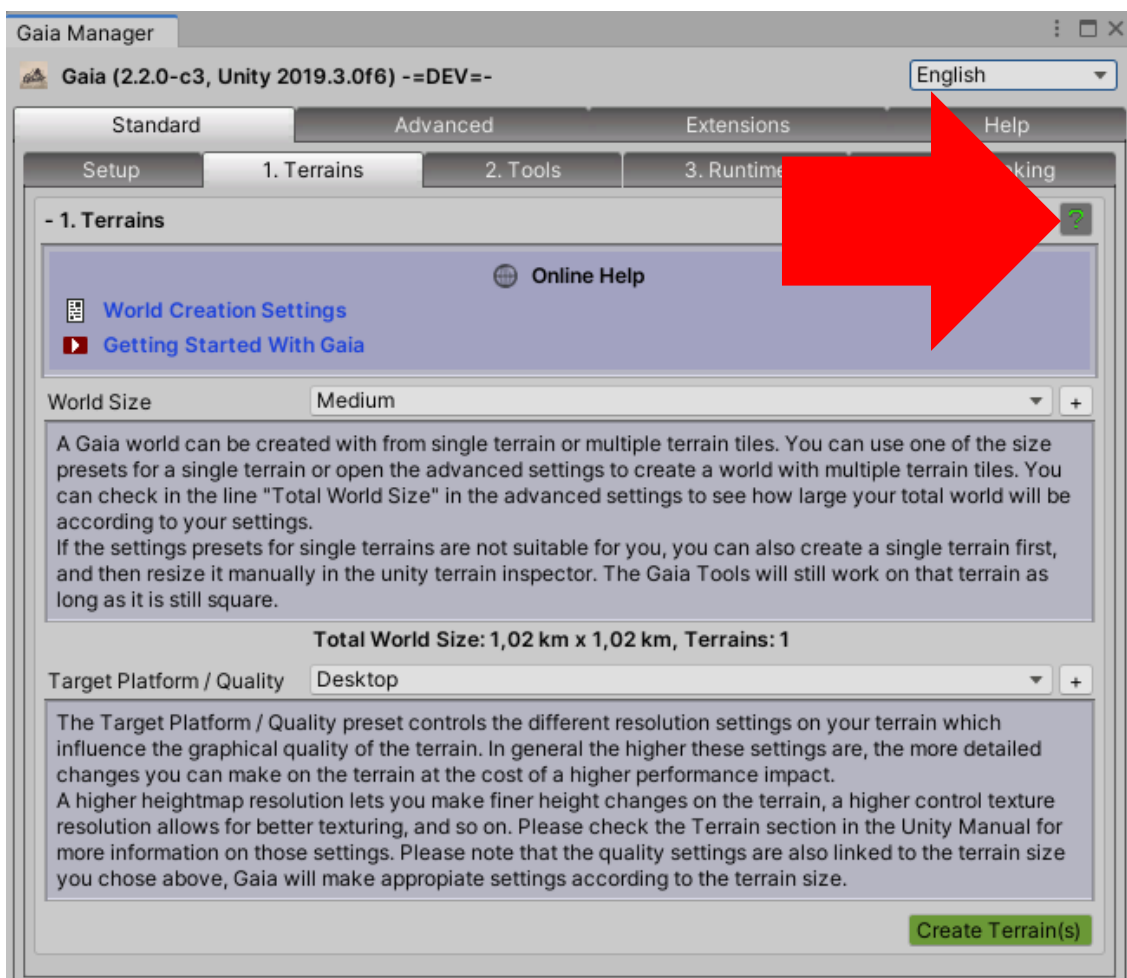 Gaia Manager
Gaia (2.2.0-c3, Unity 2019.3.0f6) -=DEV=-
English
Standard
Advanced
Extensions
Help
Setup
1. Terrains
2. Tools
3. Runtime
king
- 1. Terrains
?
Online Help
World Creation Settings
Getting Started With Gaia
World Size
Medium
+
A Gaia world can be created with from single terrain or multiple terrain tiles. You can use one of the size
presets for a single terrain or open the advanced settings to create a world with multiple terrain tiles. You
can check in the line "Total World Size" in the advanced settings to see how large your total world will be
according to your settings.
If the settings presets for single terrains are not suitable for you, you can also create a single terrain first,
and then resize it manually in the unity terrain inspector. The Gaia Tools will still work on that terrain as
long as it is still square.
Total World Size: 1,02 km x 1,02 km, Terrains: 1
Target Platform / Quality
Desktop
+
The Target Platform / Quality preset controls the different resolution settings on your terrain which
influence the graphical quality of the terrain. In general the higher these settings are, the more detailed
changes you can make on the terrain at the cost of a higher performance impact.
A higher heightmap resolution lets you make finer height changes on the terrain, a higher control texture
resolution allows for better texturing, and so on. Please check the Terrain section in the Unity Manual for
more information on those settings. Please note that the quality settings are also linked to the terrain size
you chose above, Gaia will make appropiate settings according to the terrain size.
Create Terrain(s)